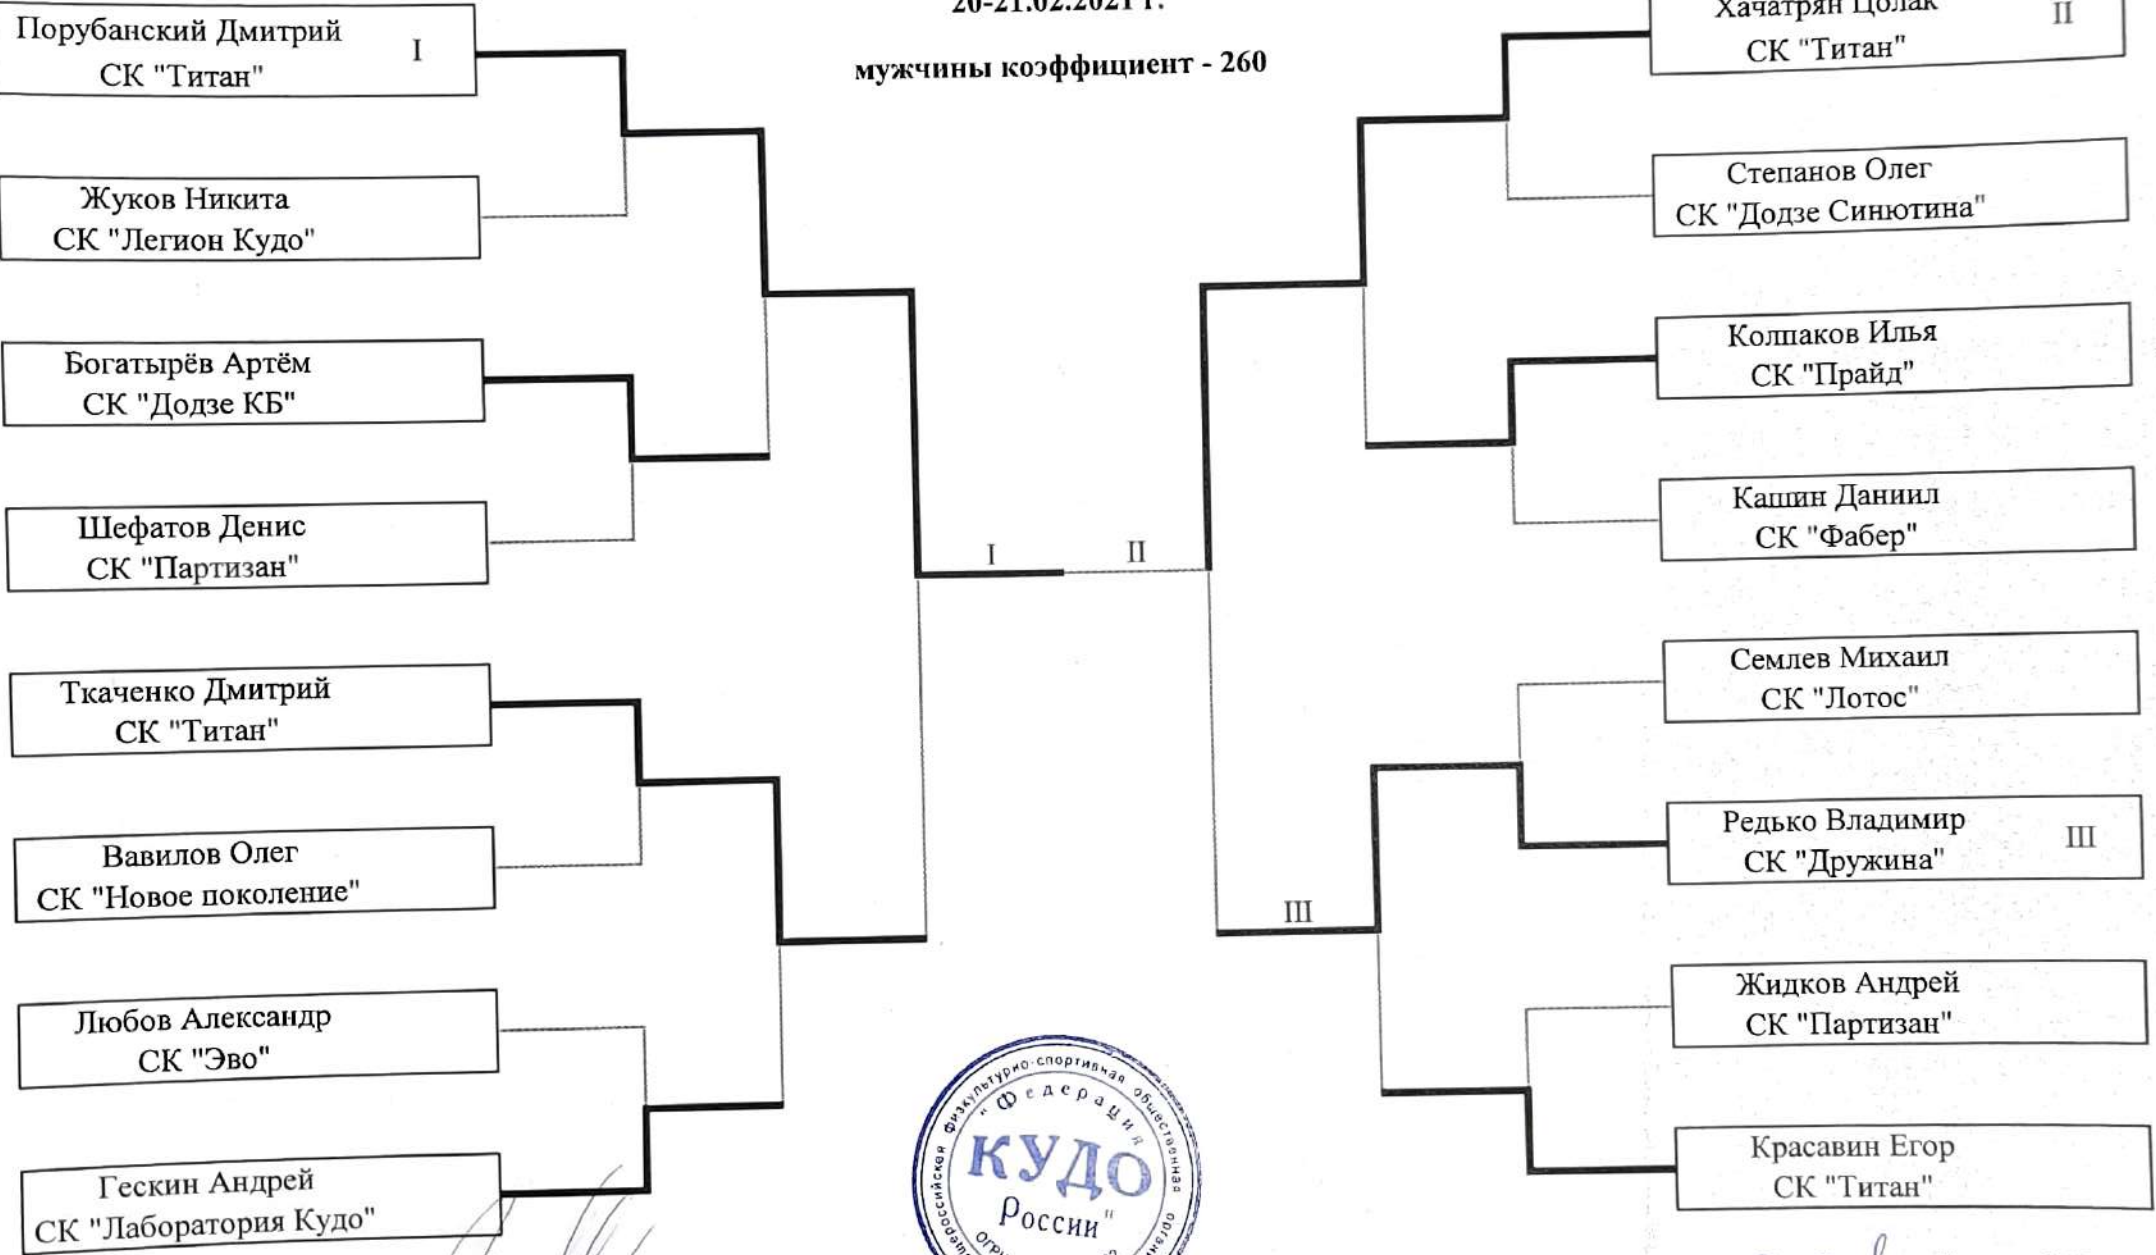 20-21.02.2021 г.
мужчины коэффициент - 260
Порубанский Дмитрий I
СК "Титан"
Жуков Никита
СК "Легион Кудо"
Богатырёв Артём
СК "Додзе КБ"
Шефатов Денис
СК "Партизан"
Ткаченко Дмитрий
СК "Титан"
Вавилов Олег
СК "Новое поколение"
Любов Александр
СК "Эво"
Гескин Андрей
СК "Лаборатория Кудо"
I II
III
Хачатрян Цолак II
СК "Титан"
Степанов Олег
СК "Додзе Синютина"
Колпаков Илья
СК "Прайд"
Кашин Даниил
СК "Фабер"
Семлев Михаил
СК "Лотос"
Редько Владимир III
СК "Дружина"
Жидков Андрей
СК "Партизан"
Красавин Егор
СК "Титан"
физкультурно-спортивная общественная
"Федерация
КУДО
России"